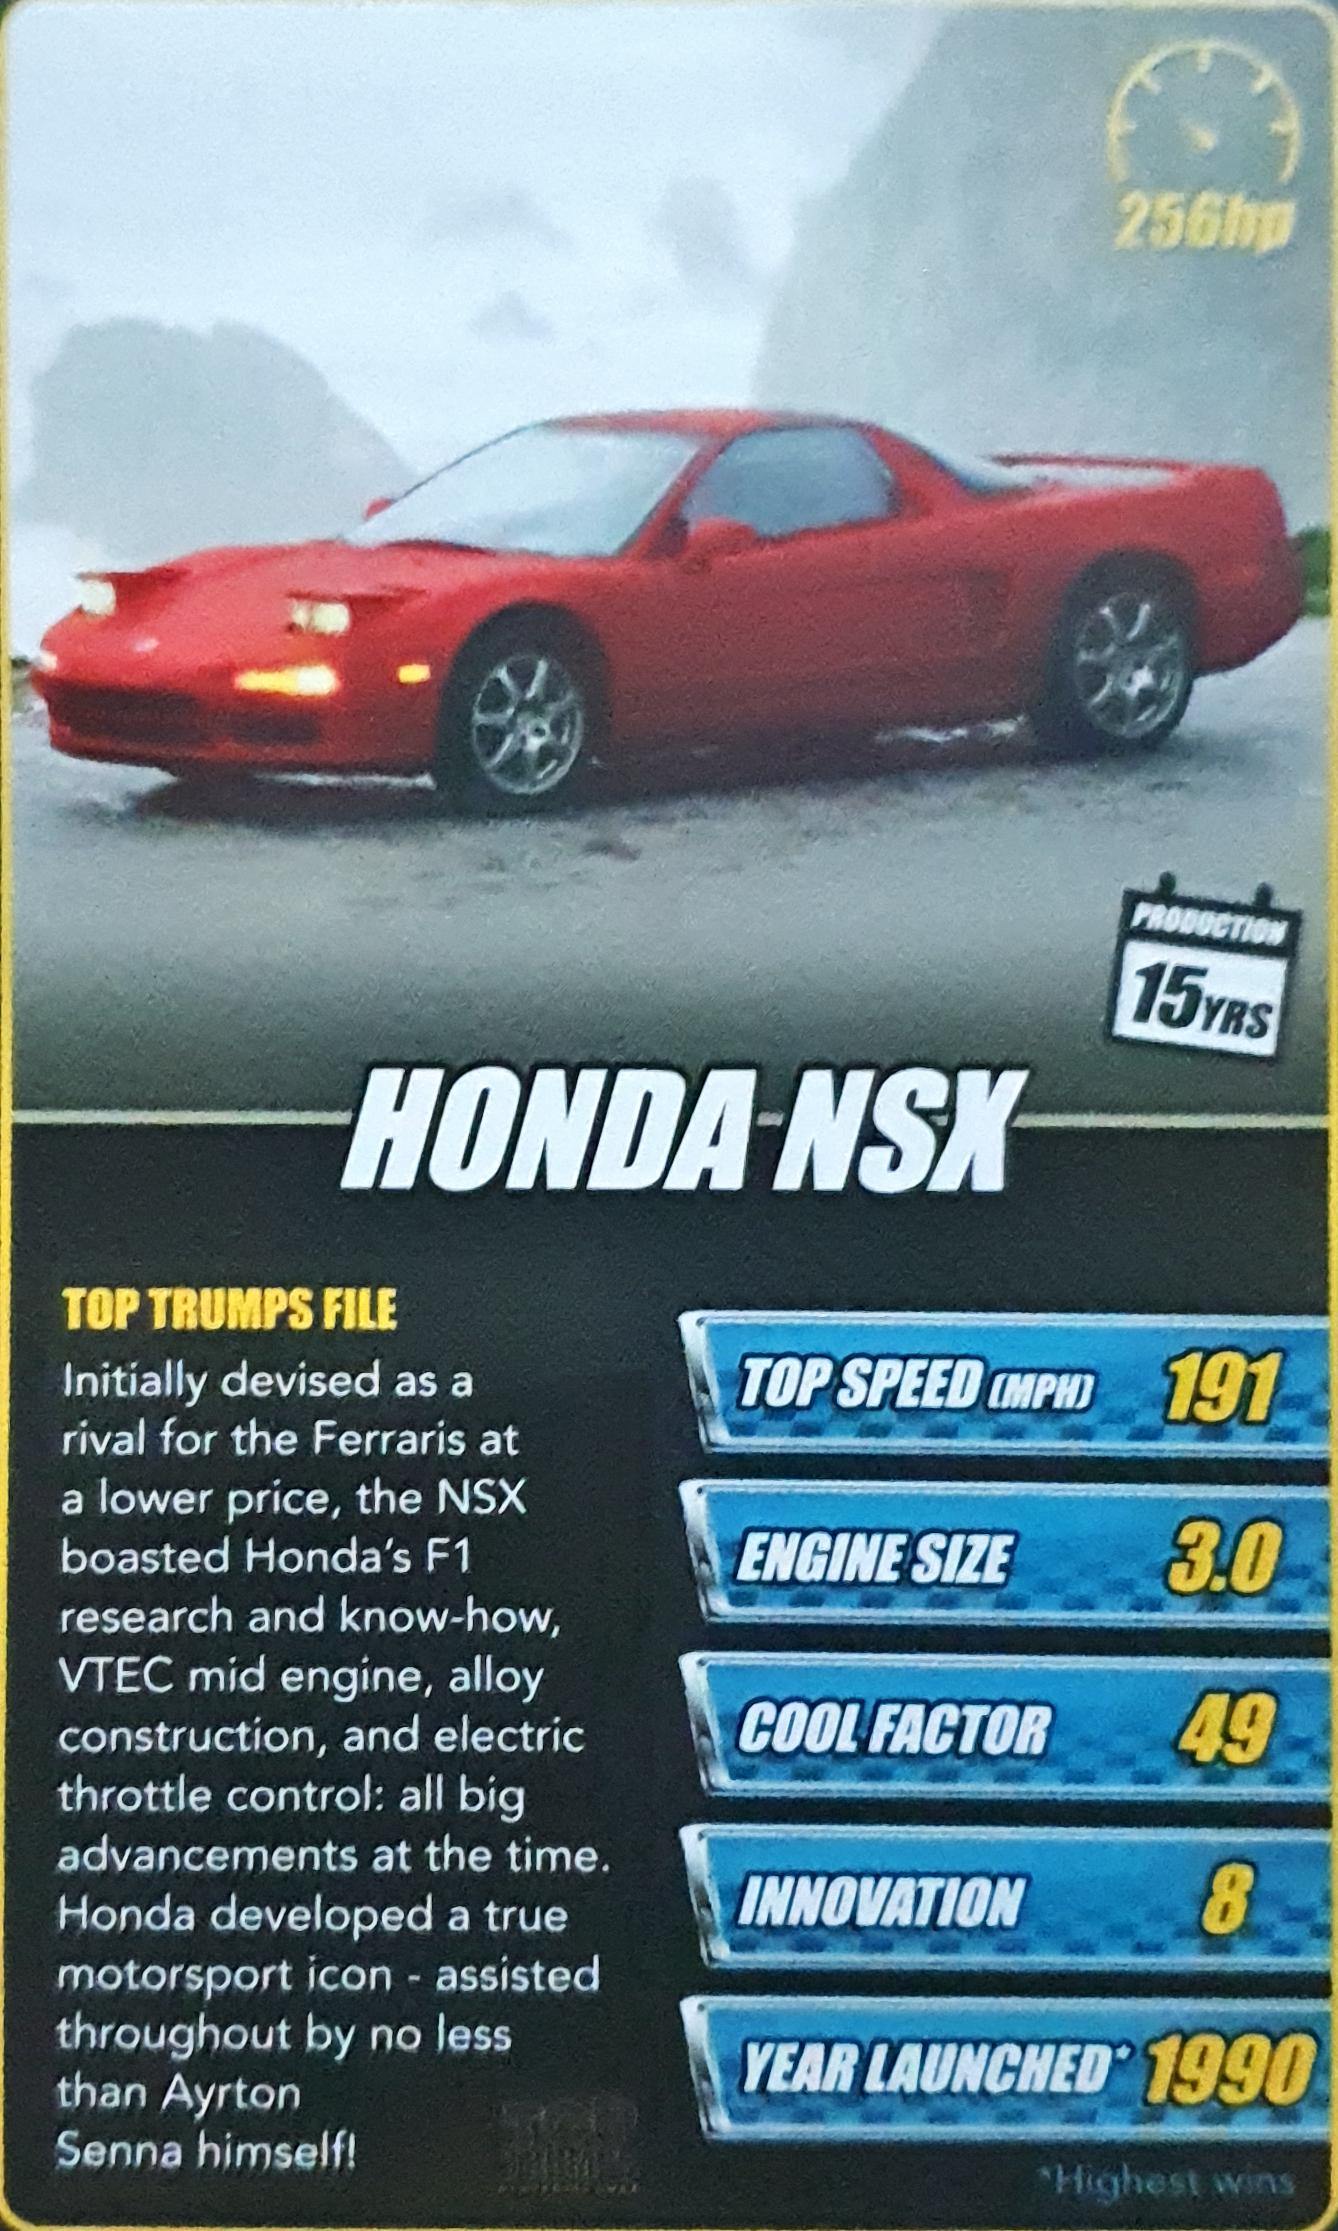 256hp
PRODUCTION
15YRS
HONDA NSX
TOP TRUMPS FILE
Initially devised as a
rival for the Ferraris at
a lower price, the NSX
boasted Honda's F1
research and know-how,
VTEC mid engine, alloy
construction, and electric
throttle control: all big
advancements at the time.
Honda developed a true
motorsport icon - assisted
throughout by no less
than Ayrton
Senna himself!
TOP SPEED (MPH) 191
ENGINE SIZE 3.0
COOL FACTOR 49
INNOVATION 8
YEAR LAUNCHED* 1990
*Highest wins